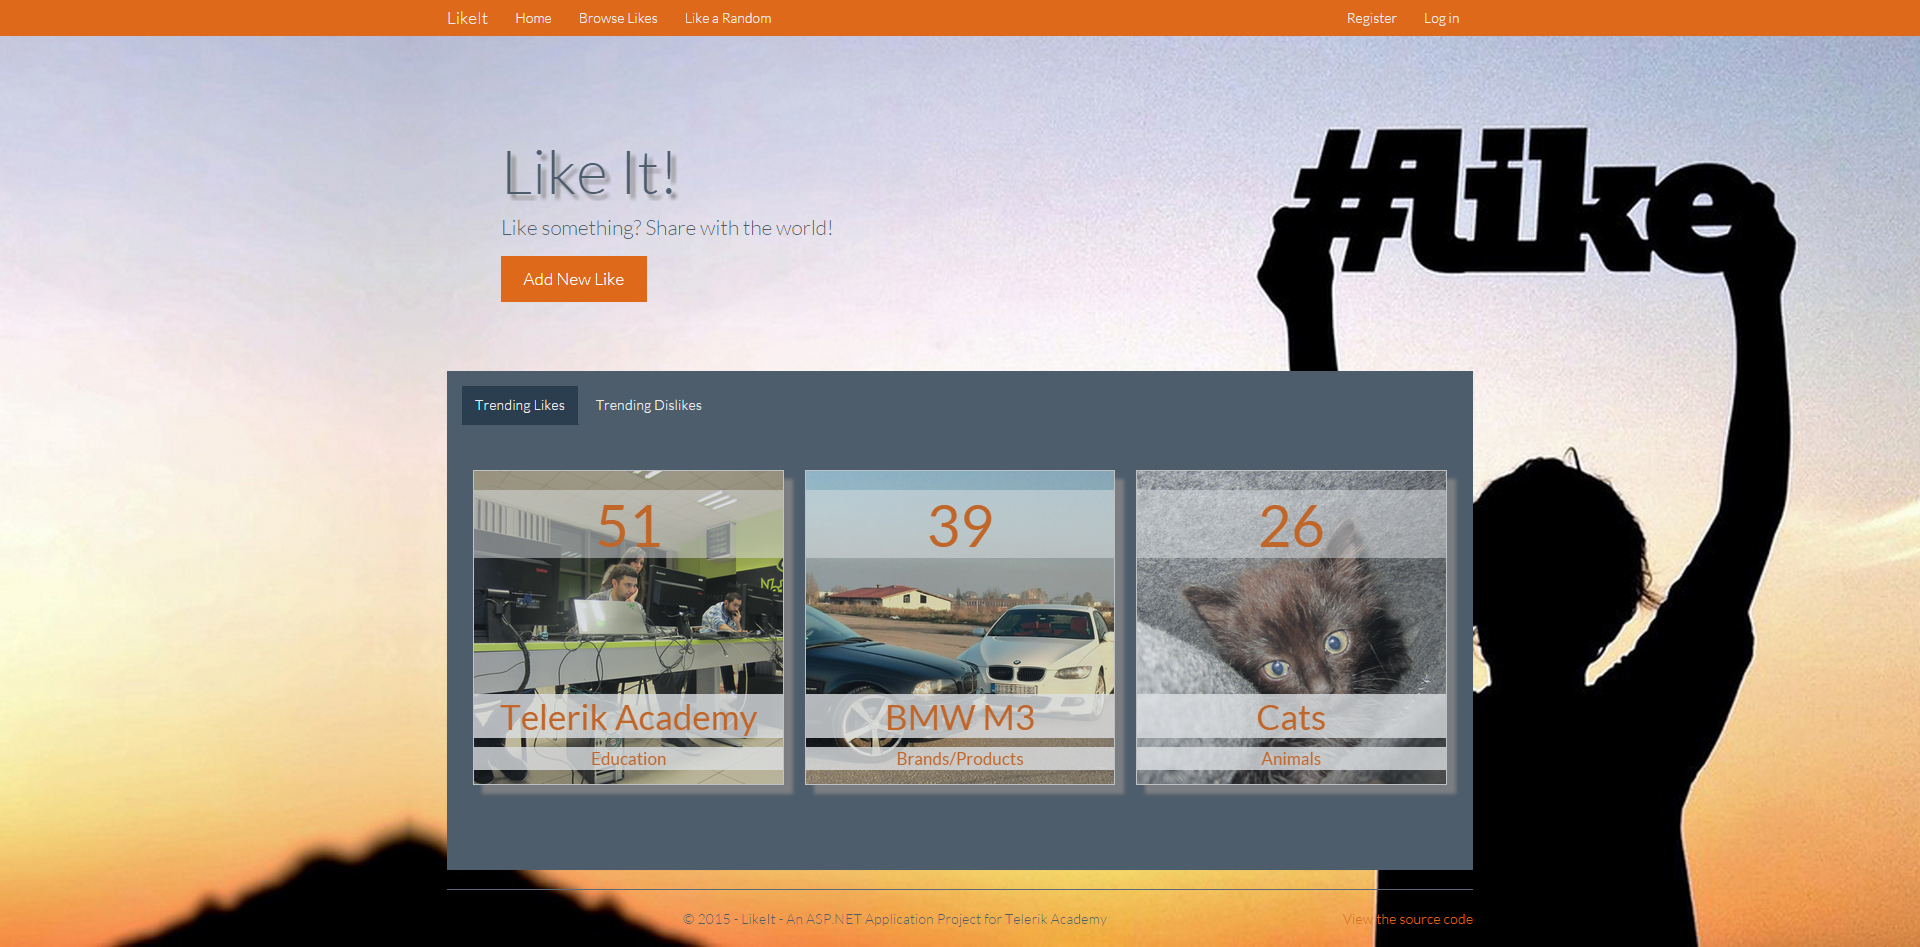 LikeIt Home Browse Likes Like a Random Register Log in
#like
Like It!
Like something? Share with the world!
Add New Like
Trending Likes Trending Dislikes
51
Telerik Academy
Education
39
BMW M3
Brands/Products
26
Cats
Animals
© 2015 - LikeIt - An ASP.NET Application Project for Telerik Academy
View the source code